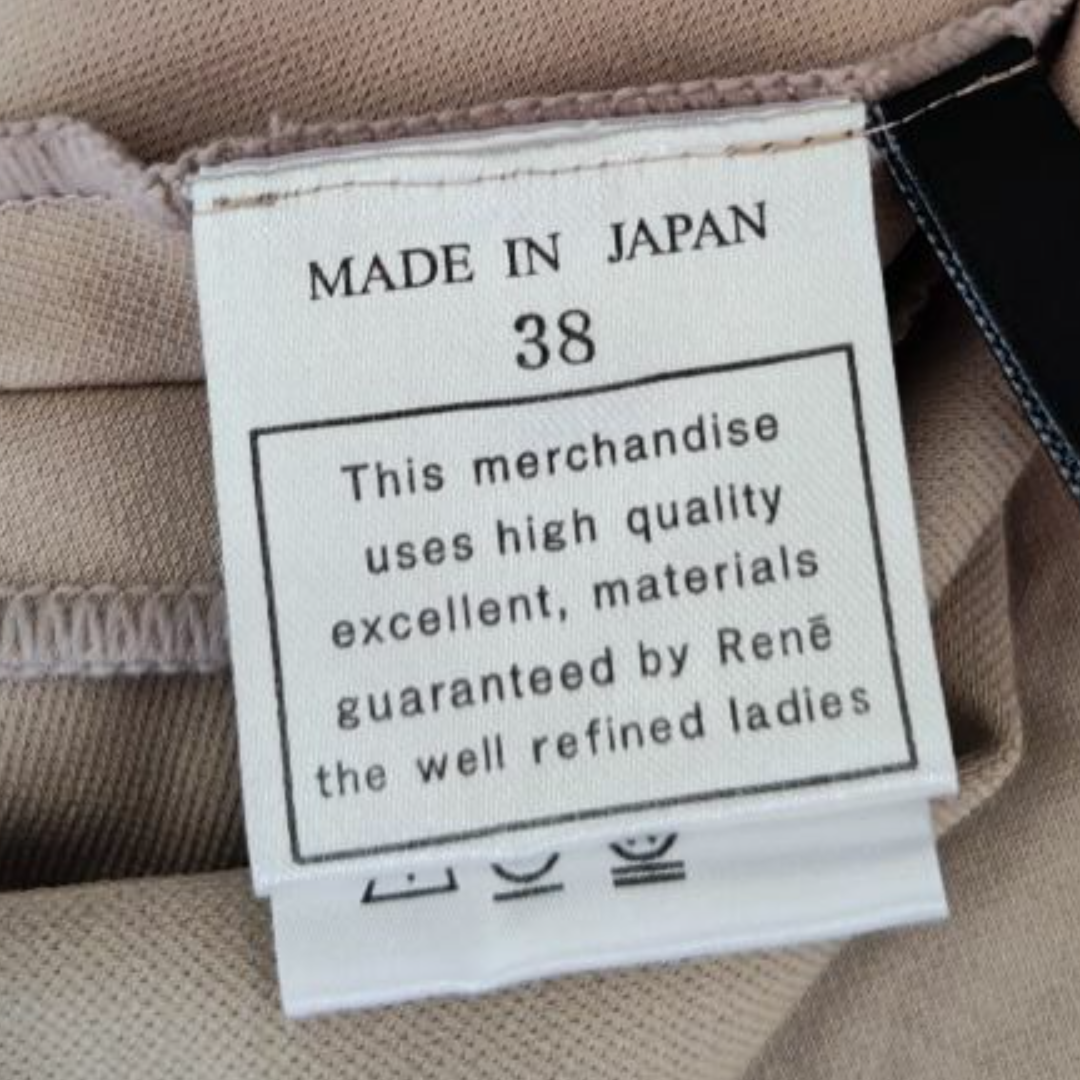 MADE IN JAPAN
38
This merchandise
uses high quality
excellent, materials
guaranteed by Renē
the well refined ladies